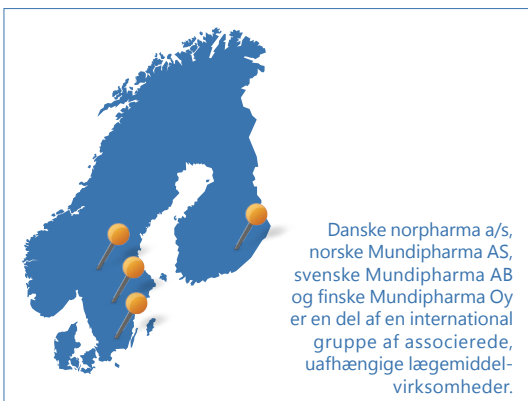 Danske norpharma a/s,
norske Mundipharma AS,
svenske Mundipharma AB
og finske Mundipharma Oy
er en del af en international
gruppe af associerede,
uafhængige lægemiddel-
virksomheder.